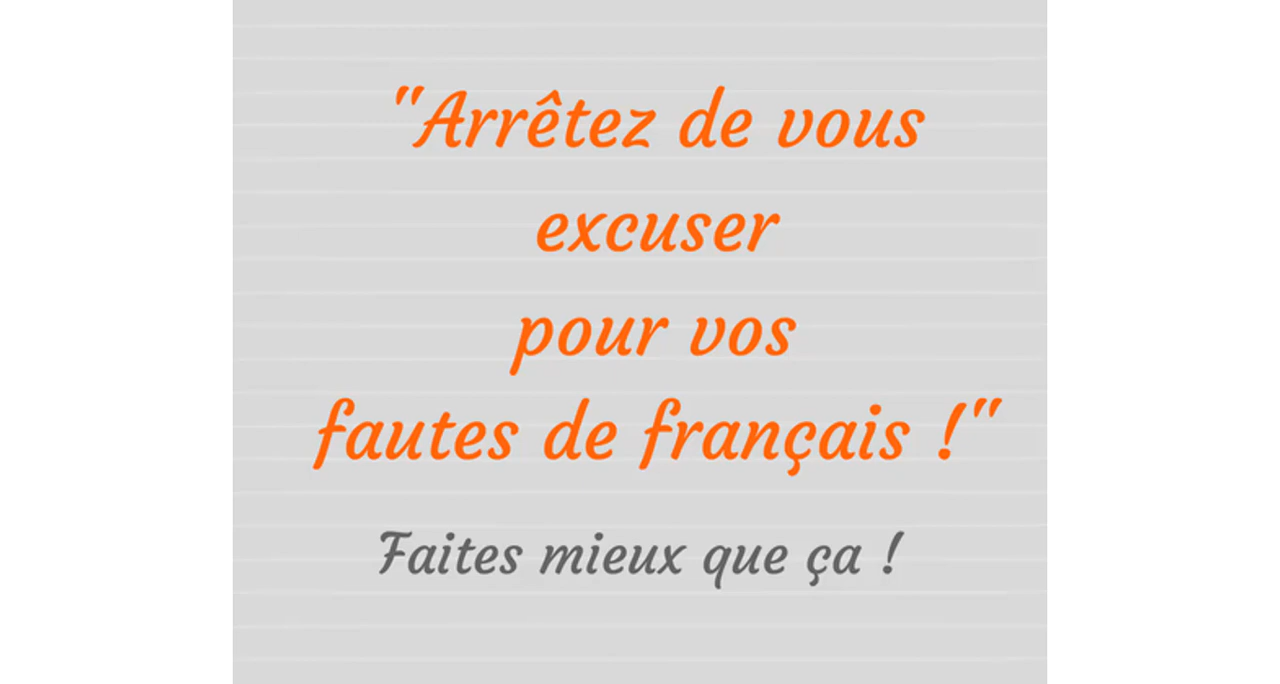 "Arrêtez de vous
excuser
pour vos
fautes de français !"
Faites mieux que ça !